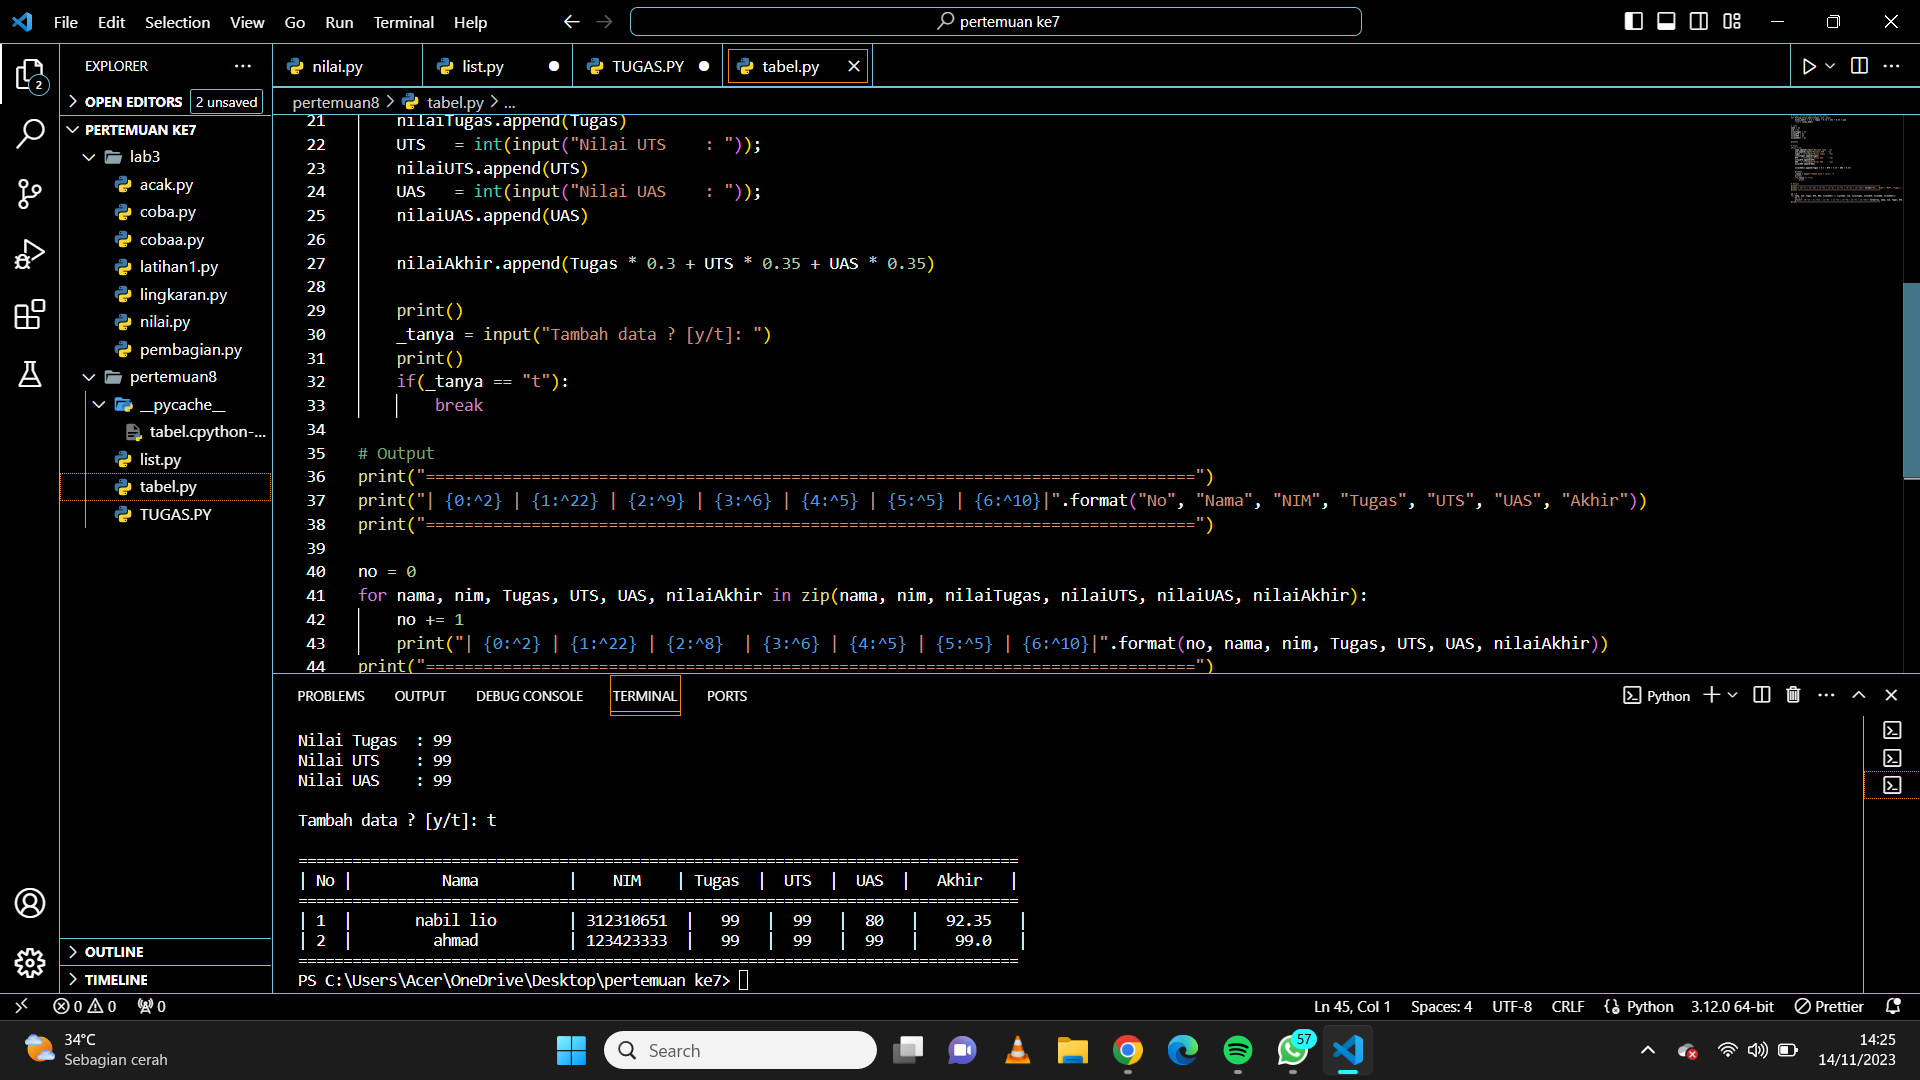 File Edit Selection View Go Run Terminal Help
pertemuan ke7
EXPLORER
nilai.py
list.py
TUGAS.PY
tabel.py
OPEN EDITORS 2 unsaved
pertemuan8 > tabel.py > ...
PERTEMUAN KE7
lab3
acak.py
coba.py
cobaa.py
latihan1.py
lingkaran.py
nilai.py
pembagian.py
pertemuan8
__pycache__
tabel.cpython-...
list.py
tabel.py
TUGAS.PY
OUTLINE
TIMELINE
21 nilaiTugas.append(Tugas)
22 UTS   = int(input("Nilai UTS    : "));
23 nilaiUTS.append(UTS)
24 UAS   = int(input("Nilai UAS    : "));
25 nilaiUAS.append(UAS)
26
27 nilaiAkhir.append(Tugas * 0.3 + UTS * 0.35 + UAS * 0.35)
28
29 print()
30 _tanya = input("Tambah data ? [y/t]: ")
31 print()
32 if(_tanya == "t"):
33     break
34
35 # Output
36 print("================================================================================")
37 print("| {0:^2} | {1:^22} | {2:^9} | {3:^6} | {4:^5} | {5:^5} | {6:^10}|".format("No", "Nama", "NIM", "Tugas", "UTS", "UAS", "Akhir"))
38 print("================================================================================")
39
40 no = 0
41 for nama, nim, Tugas, UTS, UAS, nilaiAkhir in zip(nama, nim, nilaiTugas, nilaiUTS, nilaiUAS, nilaiAkhir):
42     no += 1
43     print("| {0:^2} | {1:^22} | {2:^8}  | {3:^6} | {4:^5} | {5:^5} | {6:^10}|".format(no, nama, nim, Tugas, UTS, UAS, nilaiAkhir))
44 print("================================================================================")
PROBLEMS OUTPUT DEBUG CONSOLE TERMINAL PORTS
Python
Nilai Tugas  : 99
Nilai UTS    : 99
Nilai UAS    : 99
Tambah data ? [y/t]: t
================================================================================
| No |          Nama          |    NIM    | Tugas  |  UTS  |  UAS  |   Akhir   |
================================================================================
| 1  |       nabil lio        | 312310651  |   99   |  99   |  80   |   92.35   |
| 2  |         ahmad          | 123423333  |   99   |  99   |  99   |    99.0   |
================================================================================
PS C:\Users\Acer\OneDrive\Desktop\pertemuan ke7>
0 0 0
Ln 45, Col 1 Spaces: 4 UTF-8 CRLF Python 3.12.0 64-bit Prettier
34°C
Sebagian cerah
Search
57
14:25
14/11/2023
2